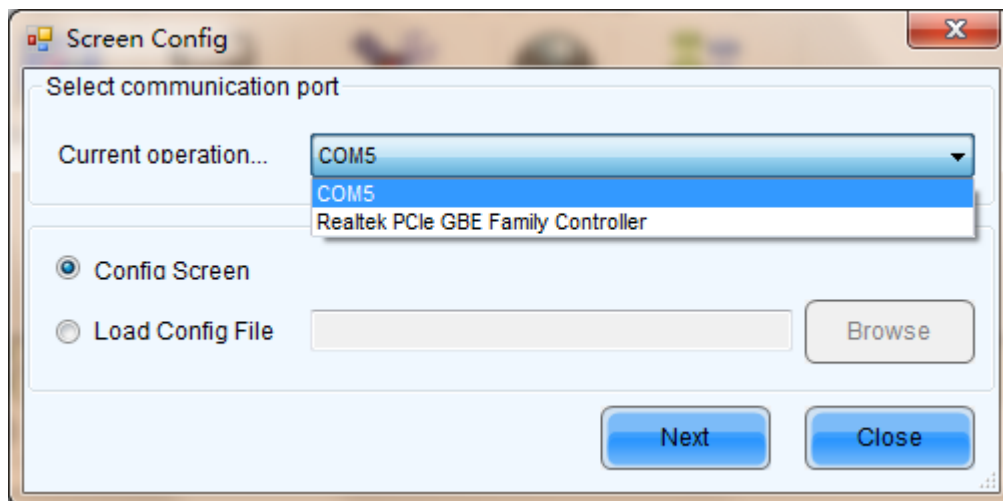 Screen Config
Select communication port
Current operation...
COM5
COM5
Realtek PCIe GBE Family Controller
Config Screen
Load Config File
Browse
Next
Close